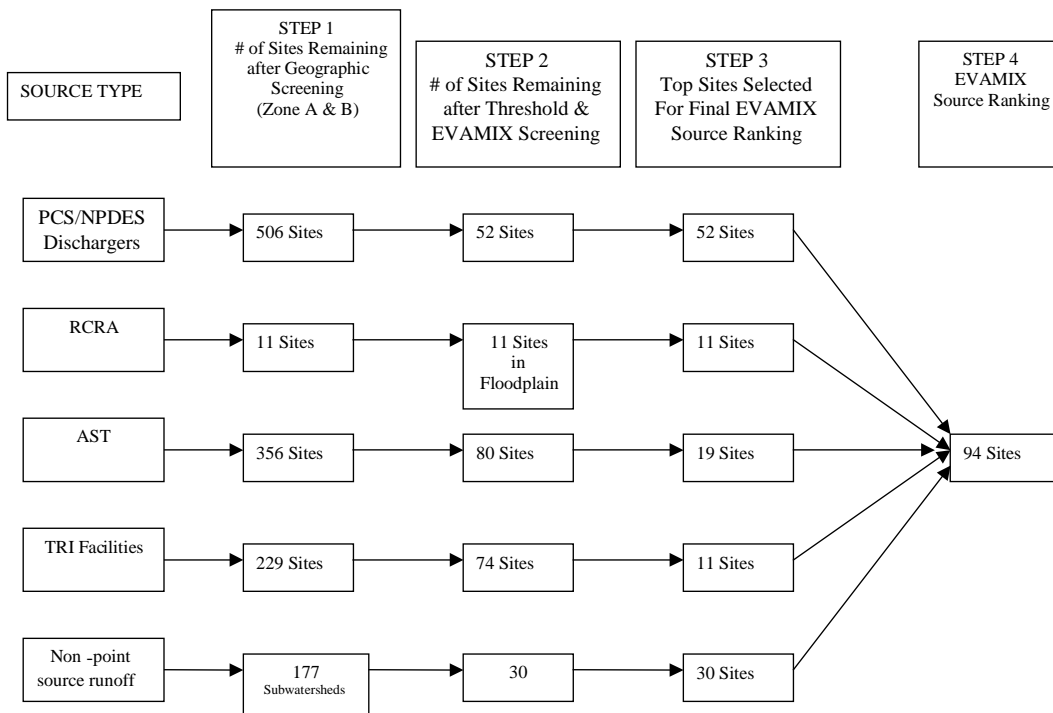 SOURCE TYPE
STEP 1
# of Sites Remaining
after Geographic
Screening
(Zone A & B)
STEP 2
# of Sites Remaining
after Threshold &
EVAMIX Screening
STEP 3
Top Sites Selected
For Final EVAMIX
Source Ranking
STEP 4
EVAMIX
Source Ranking
PCS/NPDES
Dischargers
506 Sites
52 Sites
52 Sites
RCRA
11 Sites
11 Sites
in
Floodplain
11 Sites
AST
356 Sites
80 Sites
19 Sites
94 Sites
TRI Facilities
229 Sites
74 Sites
11 Sites
Non -point
source runoff
177
Subwatersheds
30
30 Sites